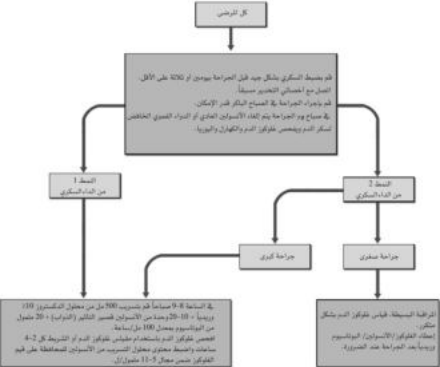 كل المرضى
قم بضبط السكري بشكل جيد قبل الجراحة بيومين أو ثلاثة على الأقل.
اتصل مع أخصائي التخدير مسبقاً.
قم بإجراء الجراحة في الصباح الباكر قدر الإمكان.
في صباح يوم الجراحة يتم إلغاء الأنسولين العادي أو الدواء الفموي الخافض
لسكر الدم ويفحص غلوكوز الدم والكهارل واليوريا.
النمط 1
من الداء السكري
النمط 2
من الداء السكري
جراحة كبرى
جراحة صغرى
في الساعة 8-9 صباحاً قم بتسريب 500 مل من محلول الدكستروز 10٪
وريدياً + 10-20 وحدة من الأنسولين قصير التأثير (الذواب) + 20 ملمول
من البوتاسيوم بمعدل 100 مل/ساعة.
افحص غلوكوز الدم باستخدام مقياس غلوكوز الدم أو الشريط كل 2-4
ساعات واضبط محتوى محلول التسريب من الأنسولين للمحافظة على قيم
الغلوكوز ضمن مجال 5-11 ملمول/ل.
المراقبة البسيطة، قياس غلوكوز الدم بشكل
متكرر.
إعطاء الغلوكوز/الأنسولين/ البوتاسيوم
وريدياً بعد الجراحة عند الضرورة.